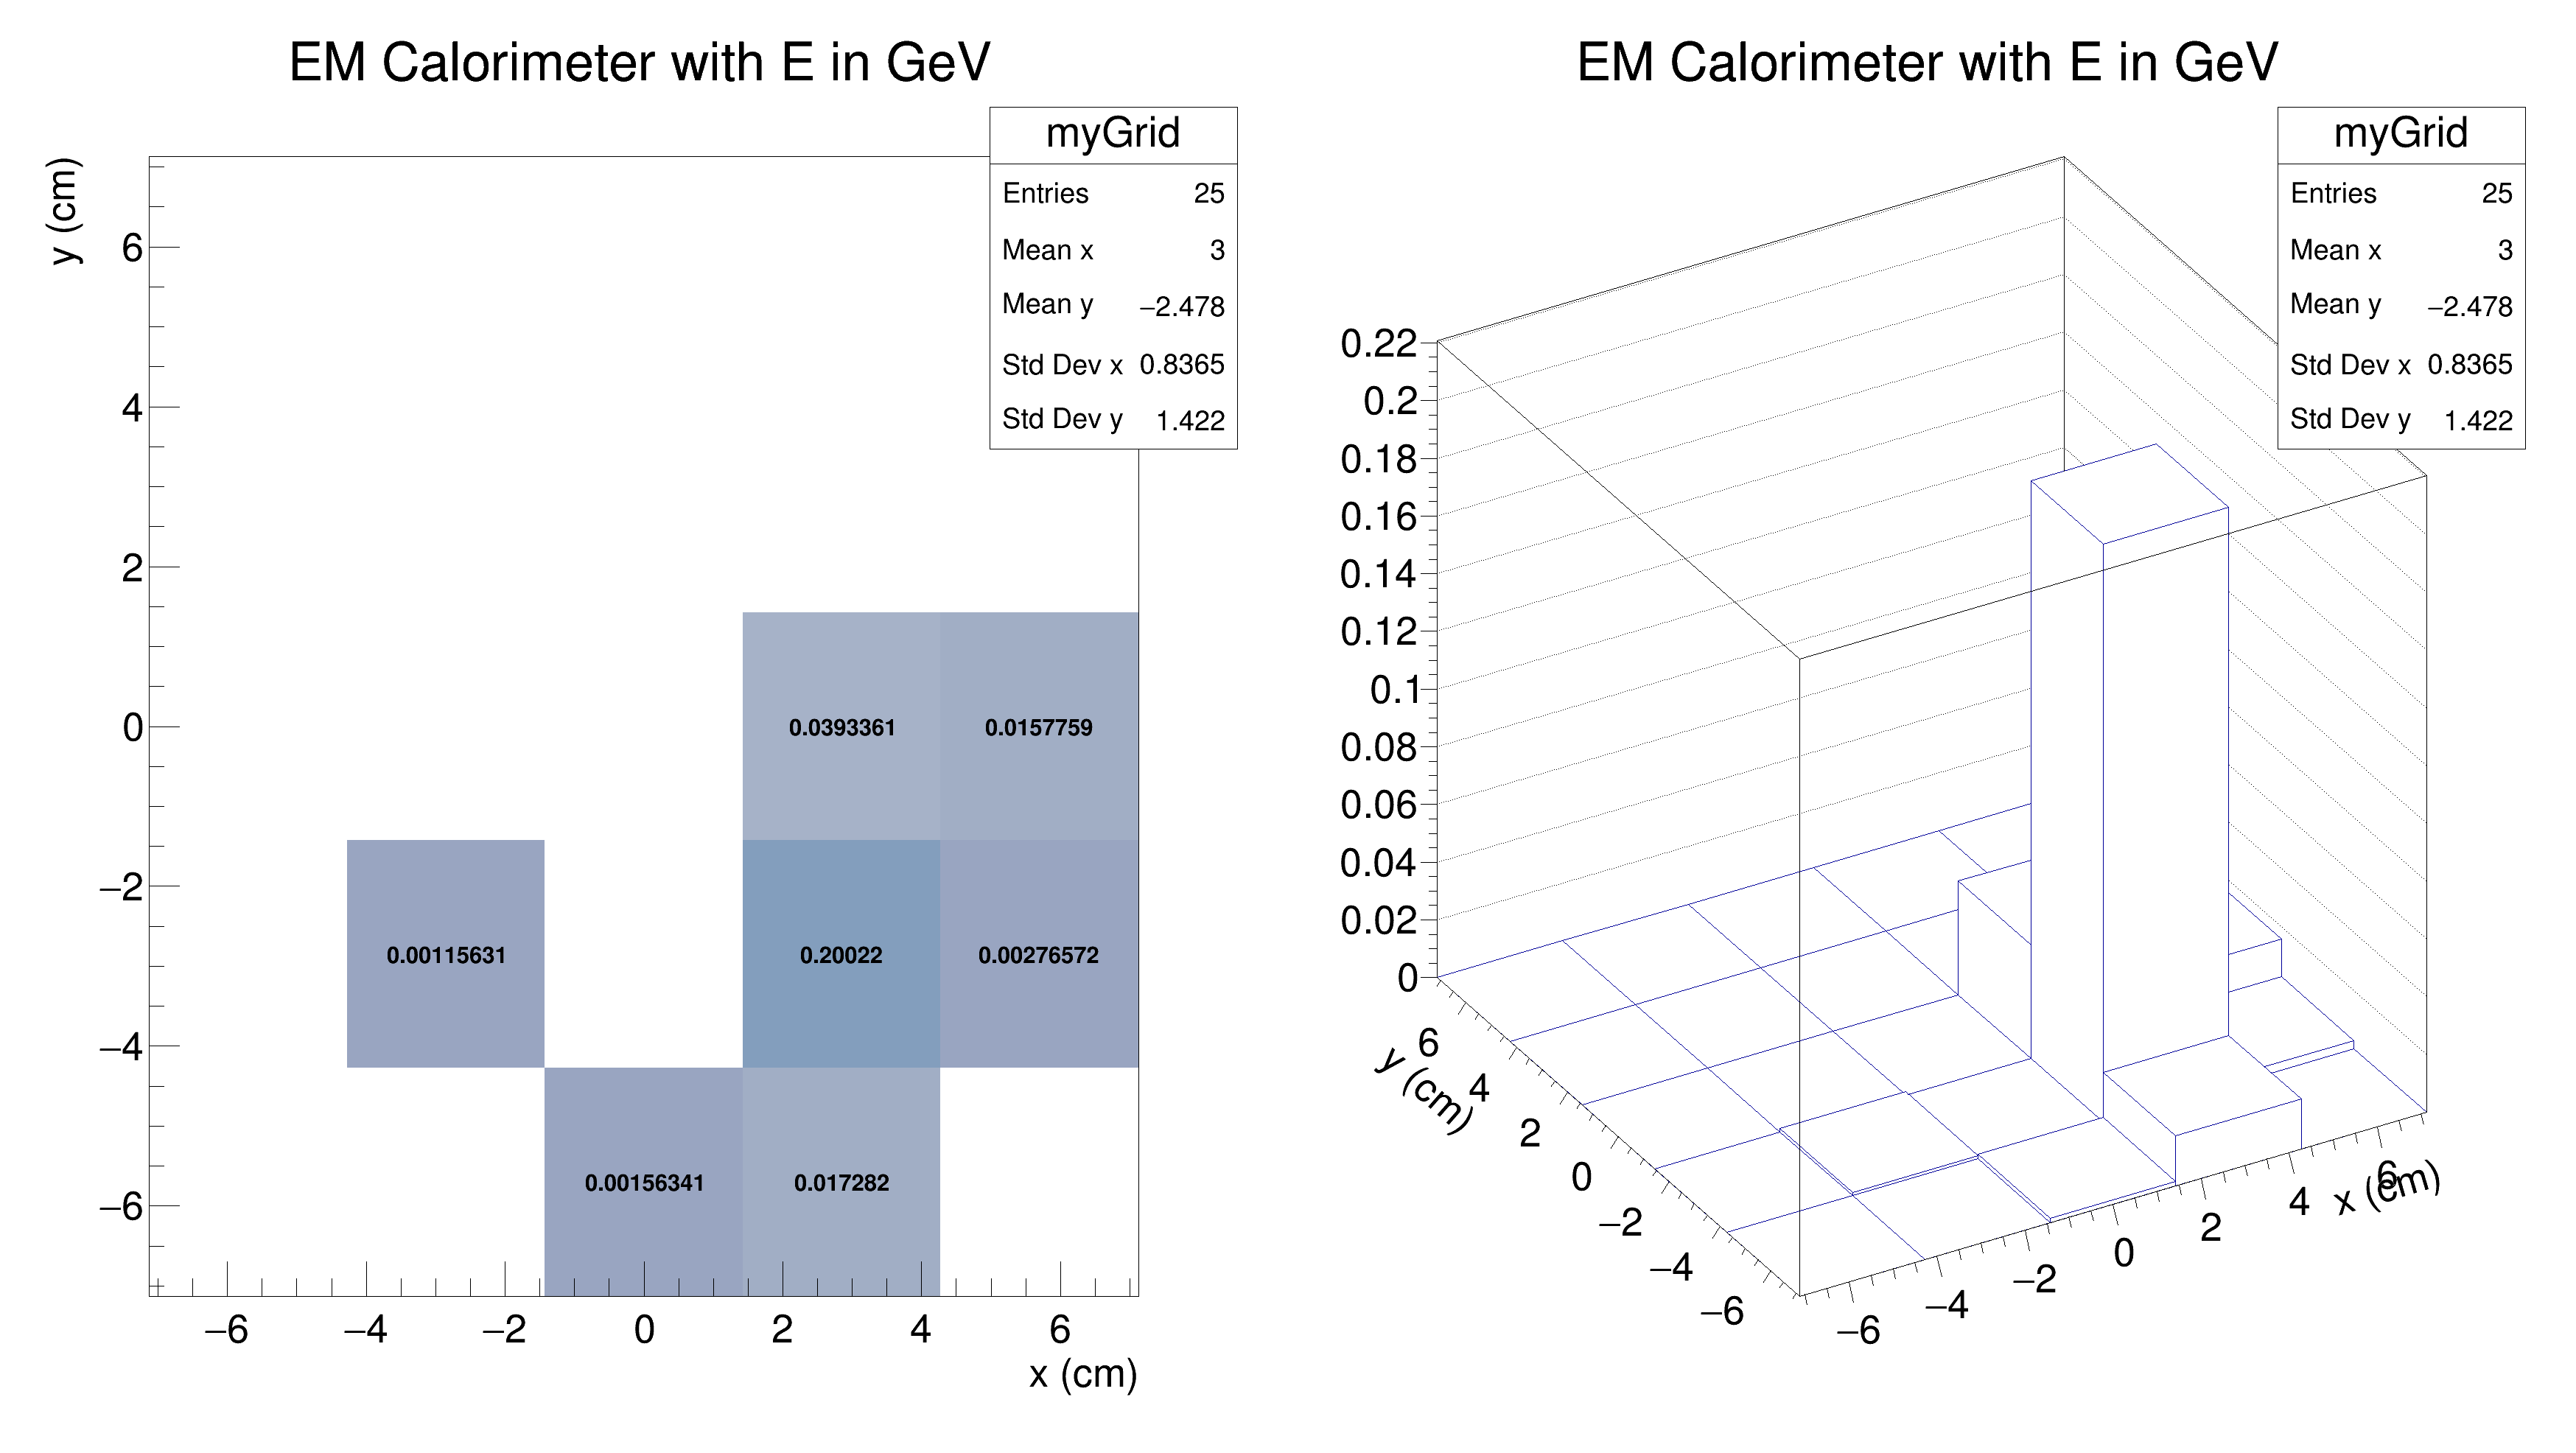 EM Calorimeter with E in GeV
myGrid
Entries 25
Mean x 3
Mean y −2.478
Std Dev x 0.8365
Std Dev y 1.422
y (cm)
6
4
2
0
−2
−4
−6
0.0393361 0.0157759
0.00115631 0.20022 0.00276572
0.00156341 0.017282
−6 −4 −2 0 2 4 6
x (cm)
EM Calorimeter with E in GeV
myGrid
Entries 25
Mean x 3
Mean y −2.478
Std Dev x 0.8365
Std Dev y 1.422
0.22
0.2
0.18
0.16
0.14
0.12
0.1
0.08
0.06
0.04
0.02
0
y (cm)
6
4
2
0
−2
−4
−6
−6 −4 −2 0 2 4 6
x (cm)